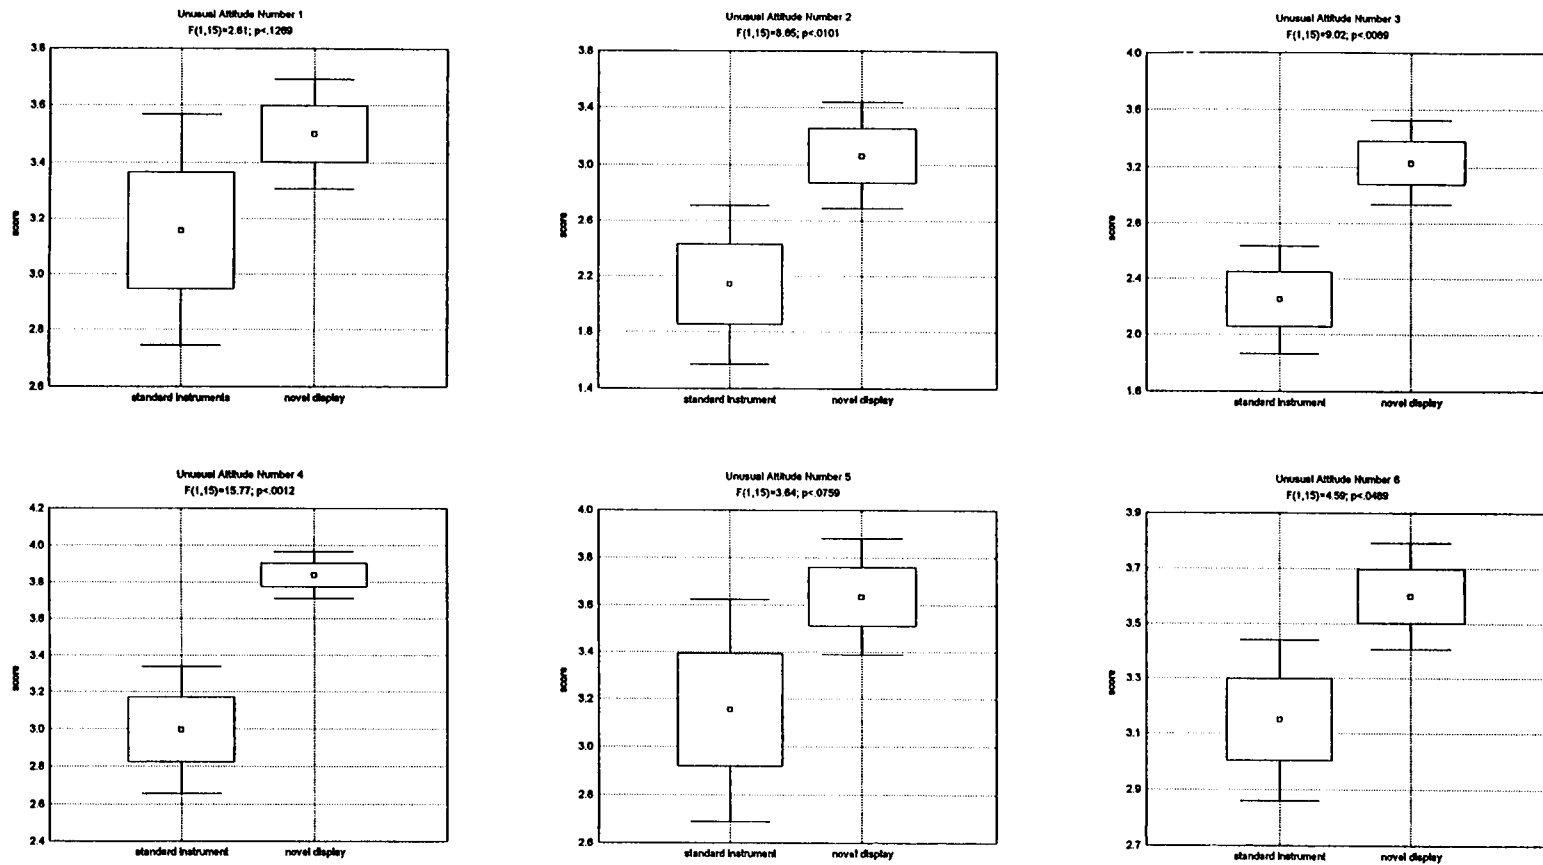 Unusual Attitude Number 1
F(1,15)=2.61; p<.1269
3.8
3.6
3.4
3.2
3.0
2.8
2.6
score
standard instruments
novel display
Unusual Attitude Number 2
F(1,15)=8.65; p<.0101
3.8
3.4
3.0
2.6
2.2
1.8
1.4
score
standard instrument
novel display
Unusual Attitude Number 3
F(1,15)=9.02; p<.0089
4.0
3.6
3.2
2.8
2.4
2.0
1.6
score
standard instrument
novel display
Unusual Attitude Number 4
F(1,15)=15.77; p<.0012
4.2
4.0
3.8
3.6
3.4
3.2
3.0
2.8
2.6
2.4
score
standard instrument
novel display
Unusual Attitude Number 5
F(1,15)=3.64; p<.0759
4.0
3.8
3.6
3.4
3.2
3.0
2.8
2.6
score
standard instrument
novel display
Unusual Attitude Number 6
F(1,15)=4.59; p<.0489
3.9
3.7
3.5
3.3
3.1
2.9
2.7
score
standard instrument
novel display